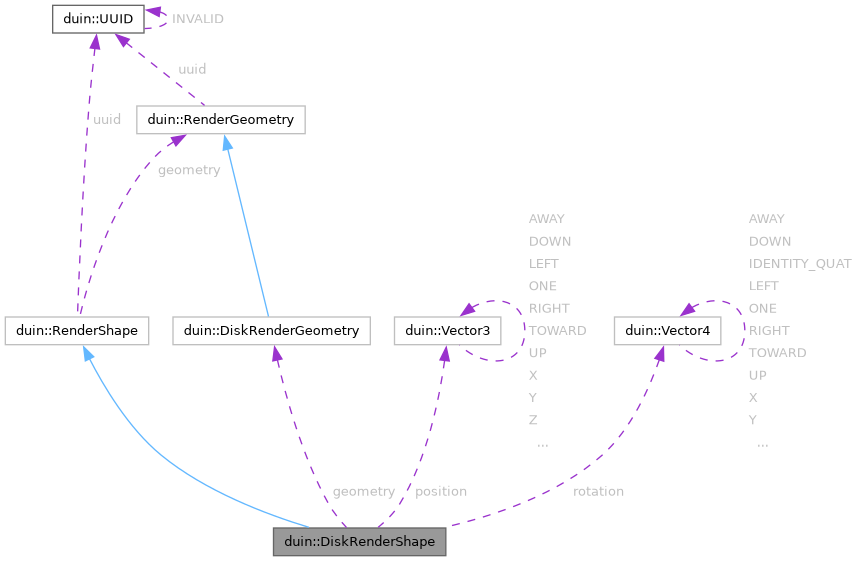 duin::UUID
INVALID
uuid
duin::RenderGeometry
uuid
geometry
AWAY
DOWN
LEFT
ONE
RIGHT
TOWARD
UP
X
Y
Z
...
AWAY
DOWN
IDENTITY_QUAT
LEFT
ONE
RIGHT
TOWARD
UP
X
Y
...
duin::RenderShape
duin::DiskRenderGeometry
duin::Vector3
duin::Vector4
geometry
position
rotation
duin::DiskRenderShape